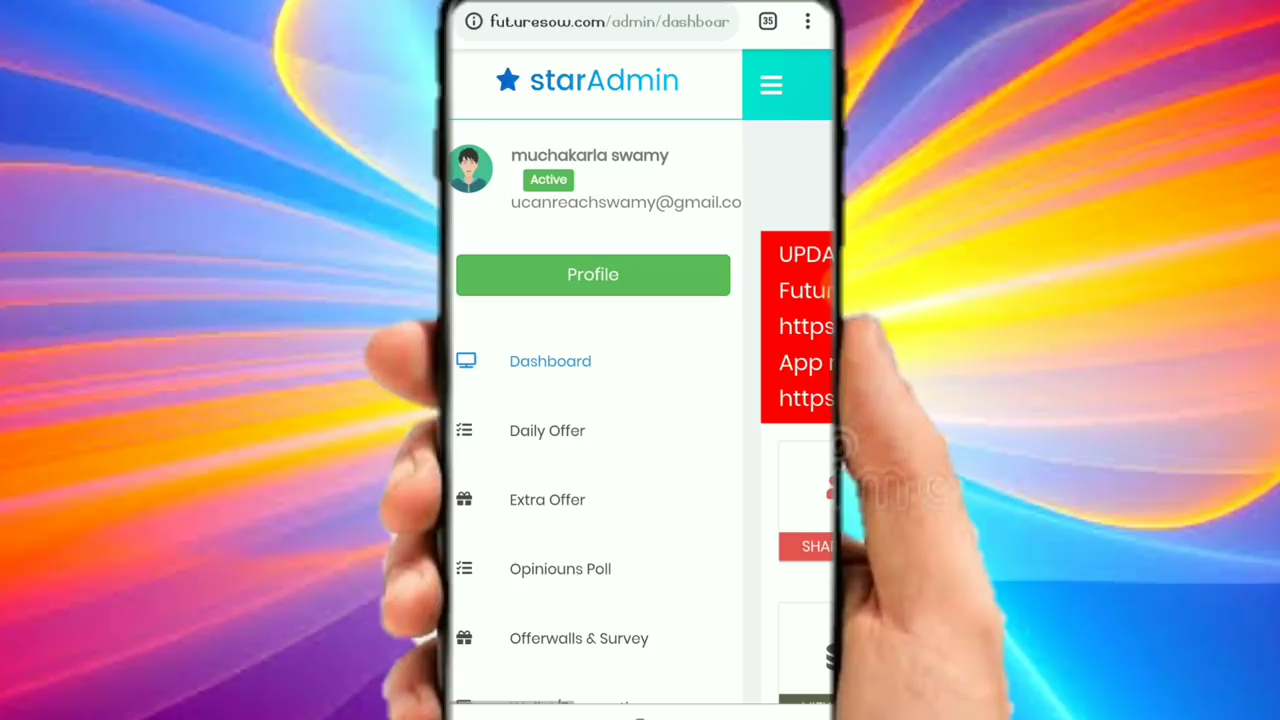 futuresow.com/admin/dashboar
35
starAdmin
muchakarla swamy
Active
ucanreachswamy@gmail.co
Profile
UPDA
Futur
https
App
https
Dashboard
Daily Offer
Extra Offer
Opiniouns Poll
SHA
Offerwalls & Survey